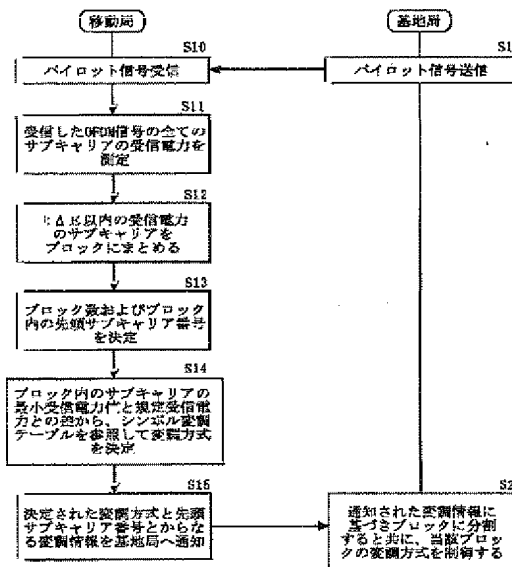 移動局
基地局
S10
S1
パイロット信号受信
パイロット信号送信
S11
受信したOFDM信号の全ての
サブキャリアの受信電力を
測定
S12
以内の受信電力
のサブキャリアを
ブロックにまとめる
S13
ブロック数およびブロック
内の先頭サブキャリア番号
を決定
S14
ブロック内のサブキャリアの
最小受信電力値と規定受信電
力との差から、シンボル変調
テーブルを参照して変調方式
を決定
S15
S2
決定された変調方式と先頭
サブキャリア番号とからな
る変調情報を基地局へ通知
通知された変調情報に
基づきブロックに分割
すると共に、当該ブロッ
クの変調方式を制御する